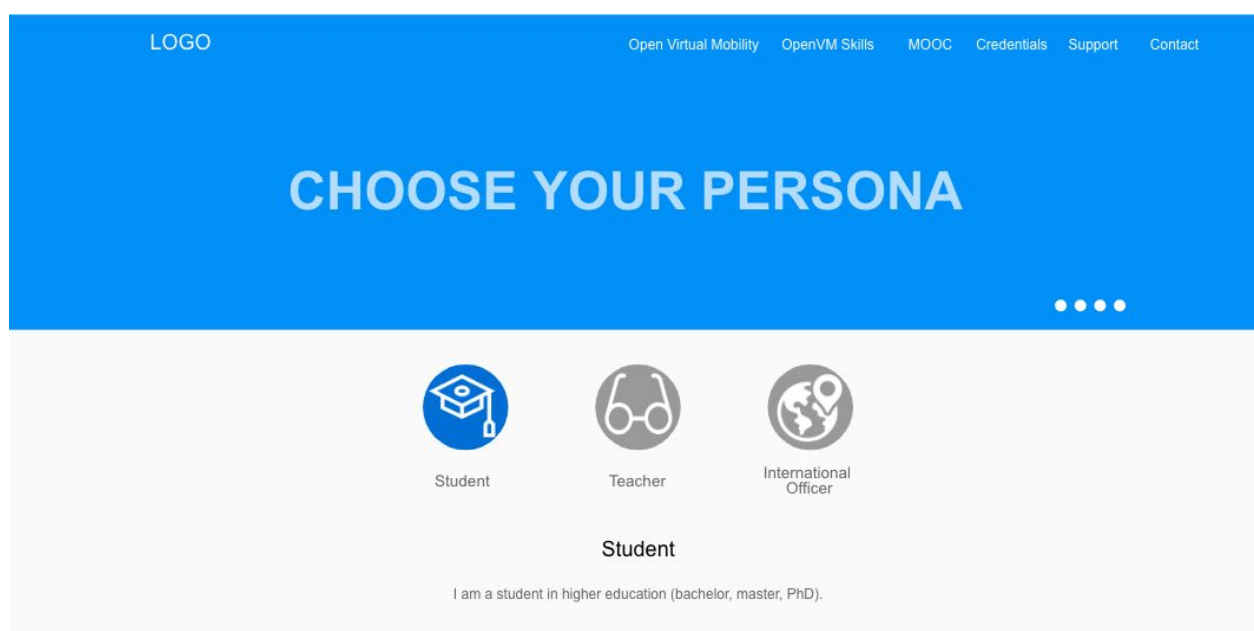 LOGO
Open Virtual Mobility OpenVM Skills MOOC Credentials Support Contact
CHOOSE YOUR PERSONA
Student
Teacher
International
Officer
Student
I am a student in higher education (bachelor, master, PhD).